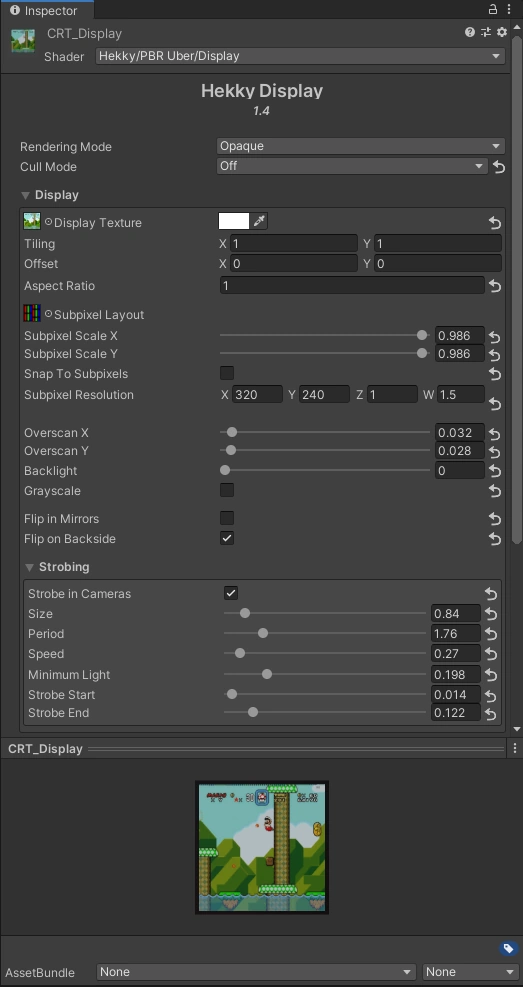 Inspector
CRT_Display
Shader Hekky/PBR Uber/Display
Hekky Display
1.4
Rendering Mode Opaque
Cull Mode Off
Display
Display Texture
Tiling X 1 Y 1
Offset X 0 Y 0
Aspect Ratio 1
Subpixel Layout
Subpixel Scale X 0.986
Subpixel Scale Y 0.986
Snap To Subpixels
Subpixel Resolution X 320 Y 240 Z 1 W 1.5
Overscan X 0.032
Overscan Y 0.028
Backlight 0
Grayscale
Flip in Mirrors
Flip on Backside
Strobing
Strobe in Cameras
Size 0.84
Period 1.76
Speed 0.27
Minimum Light 0.198
Strobe Start 0.014
Strobe End 0.122
CRT_Display
MARIO
AssetBundle None None